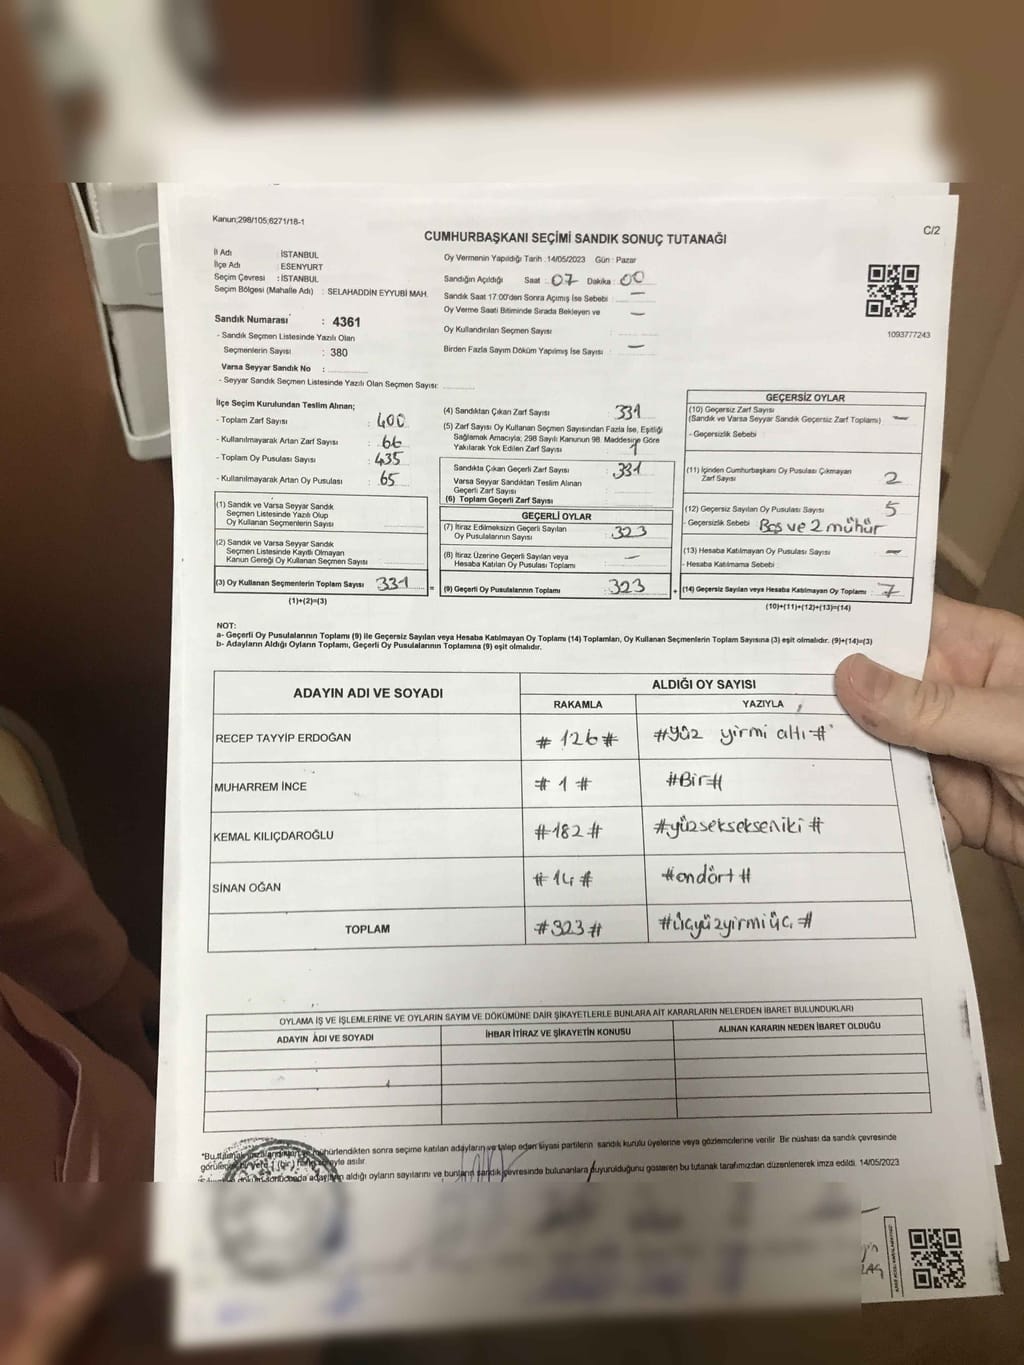 Kanun;298/105;6271/18-1
C/2
CUMHURBAŞKANI SEÇİMİ SANDIK SONUÇ TUTANAĞI
İl Adı : İSTANBUL
İlçe Adı : ESENYURT
Seçim Çevresi : İSTANBUL
Seçim Bölgesi (Mahalle Adı) : SELAHADDİN EYYUBİ MAH.
Oy Vermenin Yapıldığı Tarih :14/05/2023 Gün : Pazar
Sandığın Açıldığı Saat : 07 Dakika : 00
Sandık Saat 17:00'den Sonra Açımış İse Sebebi : —
Oy Verme Saati Bitiminde Sırada Bekleyen ve —
Oy Kullandırılan Seçmen Sayısı
Birden Fazla Sayım Döküm Yapılmış İse Sayısı : —
1093777243
Sandık Numarası : 4361
- Sandık Seçmen Listesinde Yazılı Olan
Seçmenlerin Sayısı : 380
Varsa Seyyar Sandık No :
- Seyyar Sandık Seçmen Listesinde Yazılı Olan Seçmen Sayısı:
İlçe Seçim Kurulundan Teslim Alınan;
- Toplam Zarf Sayısı : 400
- Kullanılmayarak Artan Zarf Sayısı : 66
- Toplam Oy Pusulası Sayısı : 435
- Kullanılmayarak Artan Oy Pusulası : 65
(1) Sandık ve Varsa Seyyar Sandık
Seçmen Listesinde Yazılı Olup
Oy Kullanan Seçmenlerin Sayısı
(2) Sandık ve Varsa Seyyar Sandık
Seçmen Listesinde Kayıtlı Olmayan
Kanun Gereği Oy Kullanan Seçmen Sayısı
(3) Oy Kullanan Seçmenlerin Toplam Sayısı 331 =
(1)+(2)=(3)
(4) Sandıktan Çıkan Zarf Sayısı : 331
(5) Zarf Sayısı Oy Kullanan Seçmen Sayısından Fazla İse, Eşitliği
Sağlamak Amacıyla; 298 Sayılı Kanunun 98. Maddesine Göre
Yakılarak Yok Edilen Zarf Sayısı : 1
Sandıkta Çıkan Geçerli Zarf Sayısı : 331
Varsa Seyyar Sandıktan Teslim Alınan
Geçerli Zarf Sayısı
(6) Toplam Geçerli Zarf Sayısı
GEÇERLİ OYLAR
(7) İtiraz Edilmeksizin Geçerli Sayılan
Oy Pusulalarının Sayısı : 323
(8) İtiraz Üzerine Geçerli Sayılan veya
Hesaba Katılan Oy Pusulası Toplamı : —
(9) Geçerli Oy Pusulalarının Toplamı : 323 +
GEÇERSİZ OYLAR
(10) Geçersiz Zarf Sayısı
(Sandık ve Varsa Seyyar Sandık Geçersiz Zarf Toplamı) : —
- Geçersizlik Sebebi :
(11) İçinden Cumhurbaşkanı Oy Pusulası Çıkmayan
Zarf Sayısı 2
(12) Geçersiz Sayılan Oy Pusulası Sayısı : 5
- Geçersizlik Sebebi : Boş ve 2 mühür
(13) Hesaba Katılmayan Oy Pusulası Sayısı : —
- Hesaba Katılmama Sebebi :
(14) Geçersiz Sayılan veya Hesaba Katılmayan Oy Toplamı : 7
(10)+(11)+(12)+(13)=(14)
NOT:
a- Geçerli Oy Pusulalarının Toplamı (9) ile Geçersiz Sayılan veya Hesaba Katılmayan Oy Toplamı (14) Toplamları, Oy Kullanan Seçmenlerin Toplam Sayısına (3) eşit olmalıdır. (9)+(14)=(3)
b- Adayların Aldığı Oyların Toplamı, Geçerli Oy Pusulalarının Toplamına (9) eşit olmalıdır.
ADAYIN ADI VE SOYADI
ALDIĞI OY SAYISI
RAKAMLA YAZIYLA
RECEP TAYYİP ERDOĞAN # 126 # #yüz yirmi altı #
MUHARREM İNCE # 1 # #Bir#
KEMAL KILIÇDAROĞLU #182 # #yüzsekseksenïki #
SİNAN OĞAN # 14 # #ondört #
TOPLAM #323 # #üçyüzyirmiüç #
OYLAMA İŞ VE İŞLEMLERİNE VE OYLARIN SAYIM VE DÖKÜMÜNE DAİR ŞİKAYETLERLE BUNLARA AİT KARARLARIN NELERDEN İBARET BULUNDUKLARI
ADAYIN ADI VE SOYADI İHBAR İTİRAZ VE ŞİKAYETİN KONUSU ALINAN KARARIN NEDEN İBARET OLDUĞU
mühürlendikten sonra seçime katılan adayların ve talep eden siyasi partilerin sandık kurulu üyelerine veya gözlemcilerine verilir. Bir nüshası da sandık çevresinde
asılır.
aldığı oyların sayılarını ve bunların sandık çevresinde bulunanlara duyurulduğunu gösteren bu tutanak tarafımızdan düzenlenerek imza edildi. 14/05/2023